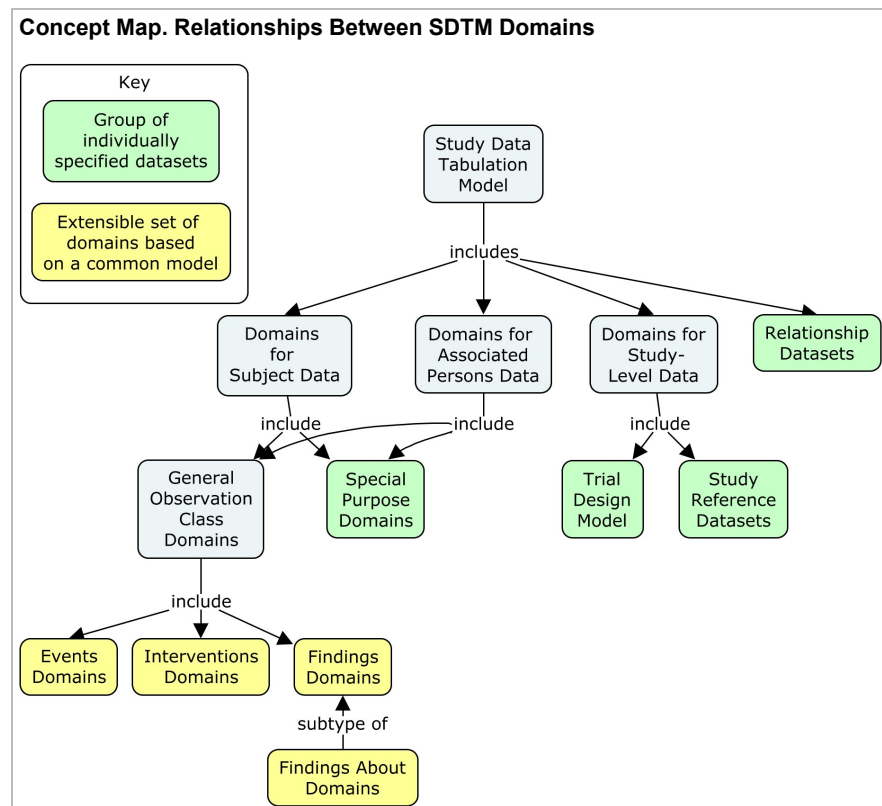 Concept Map. Relationships Between SDTM Domains
Key
Group of
individually
specified datasets
Extensible set of
domains based
on a common model
Study Data
Tabulation
Model
includes
Domains
for
Subject Data
Domains for
Associated
Persons Data
Domains for
Study-
Level Data
Relationship
Datasets
include
include
include
General
Observation
Class
Domains
Special
Purpose
Domains
Trial
Design
Model
Study
Reference
Datasets
include
Events
Domains
Interventions
Domains
Findings
Domains
subtype of
Findings About
Domains